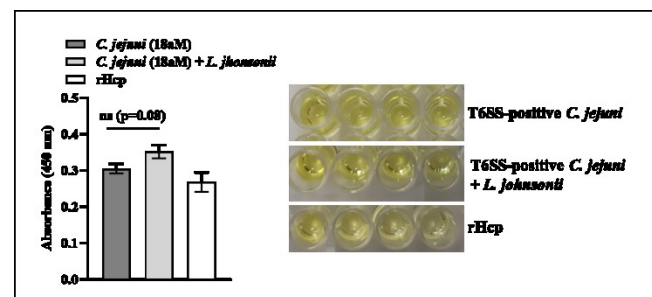 C. jejuni (18aM)
C. jejuni (18aM) + L. jhonsonii
rHcp
ns (p=0.08)
0.5
0.4
0.3
0.2
0.1
0.0
Absorbance (450 nm)
T6SS-positive C. jejuni
T6SS-positive C. jejuni
+ L. johnsonii
rHcp